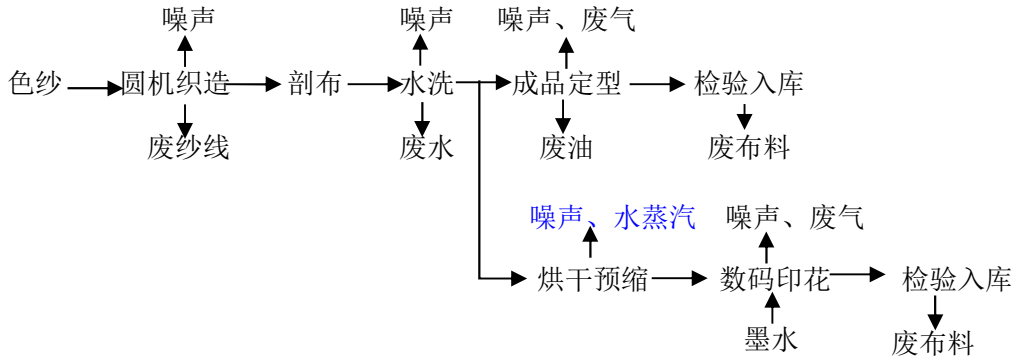 噪声 噪声 噪声、废气
色纱 圆机织造 剖布 水洗 成品定型 检验入库
废纱线 废水 废油 废布料
噪声、水蒸汽 噪声、废气
烘干预缩 数码印花 检验入库
墨水 废布料